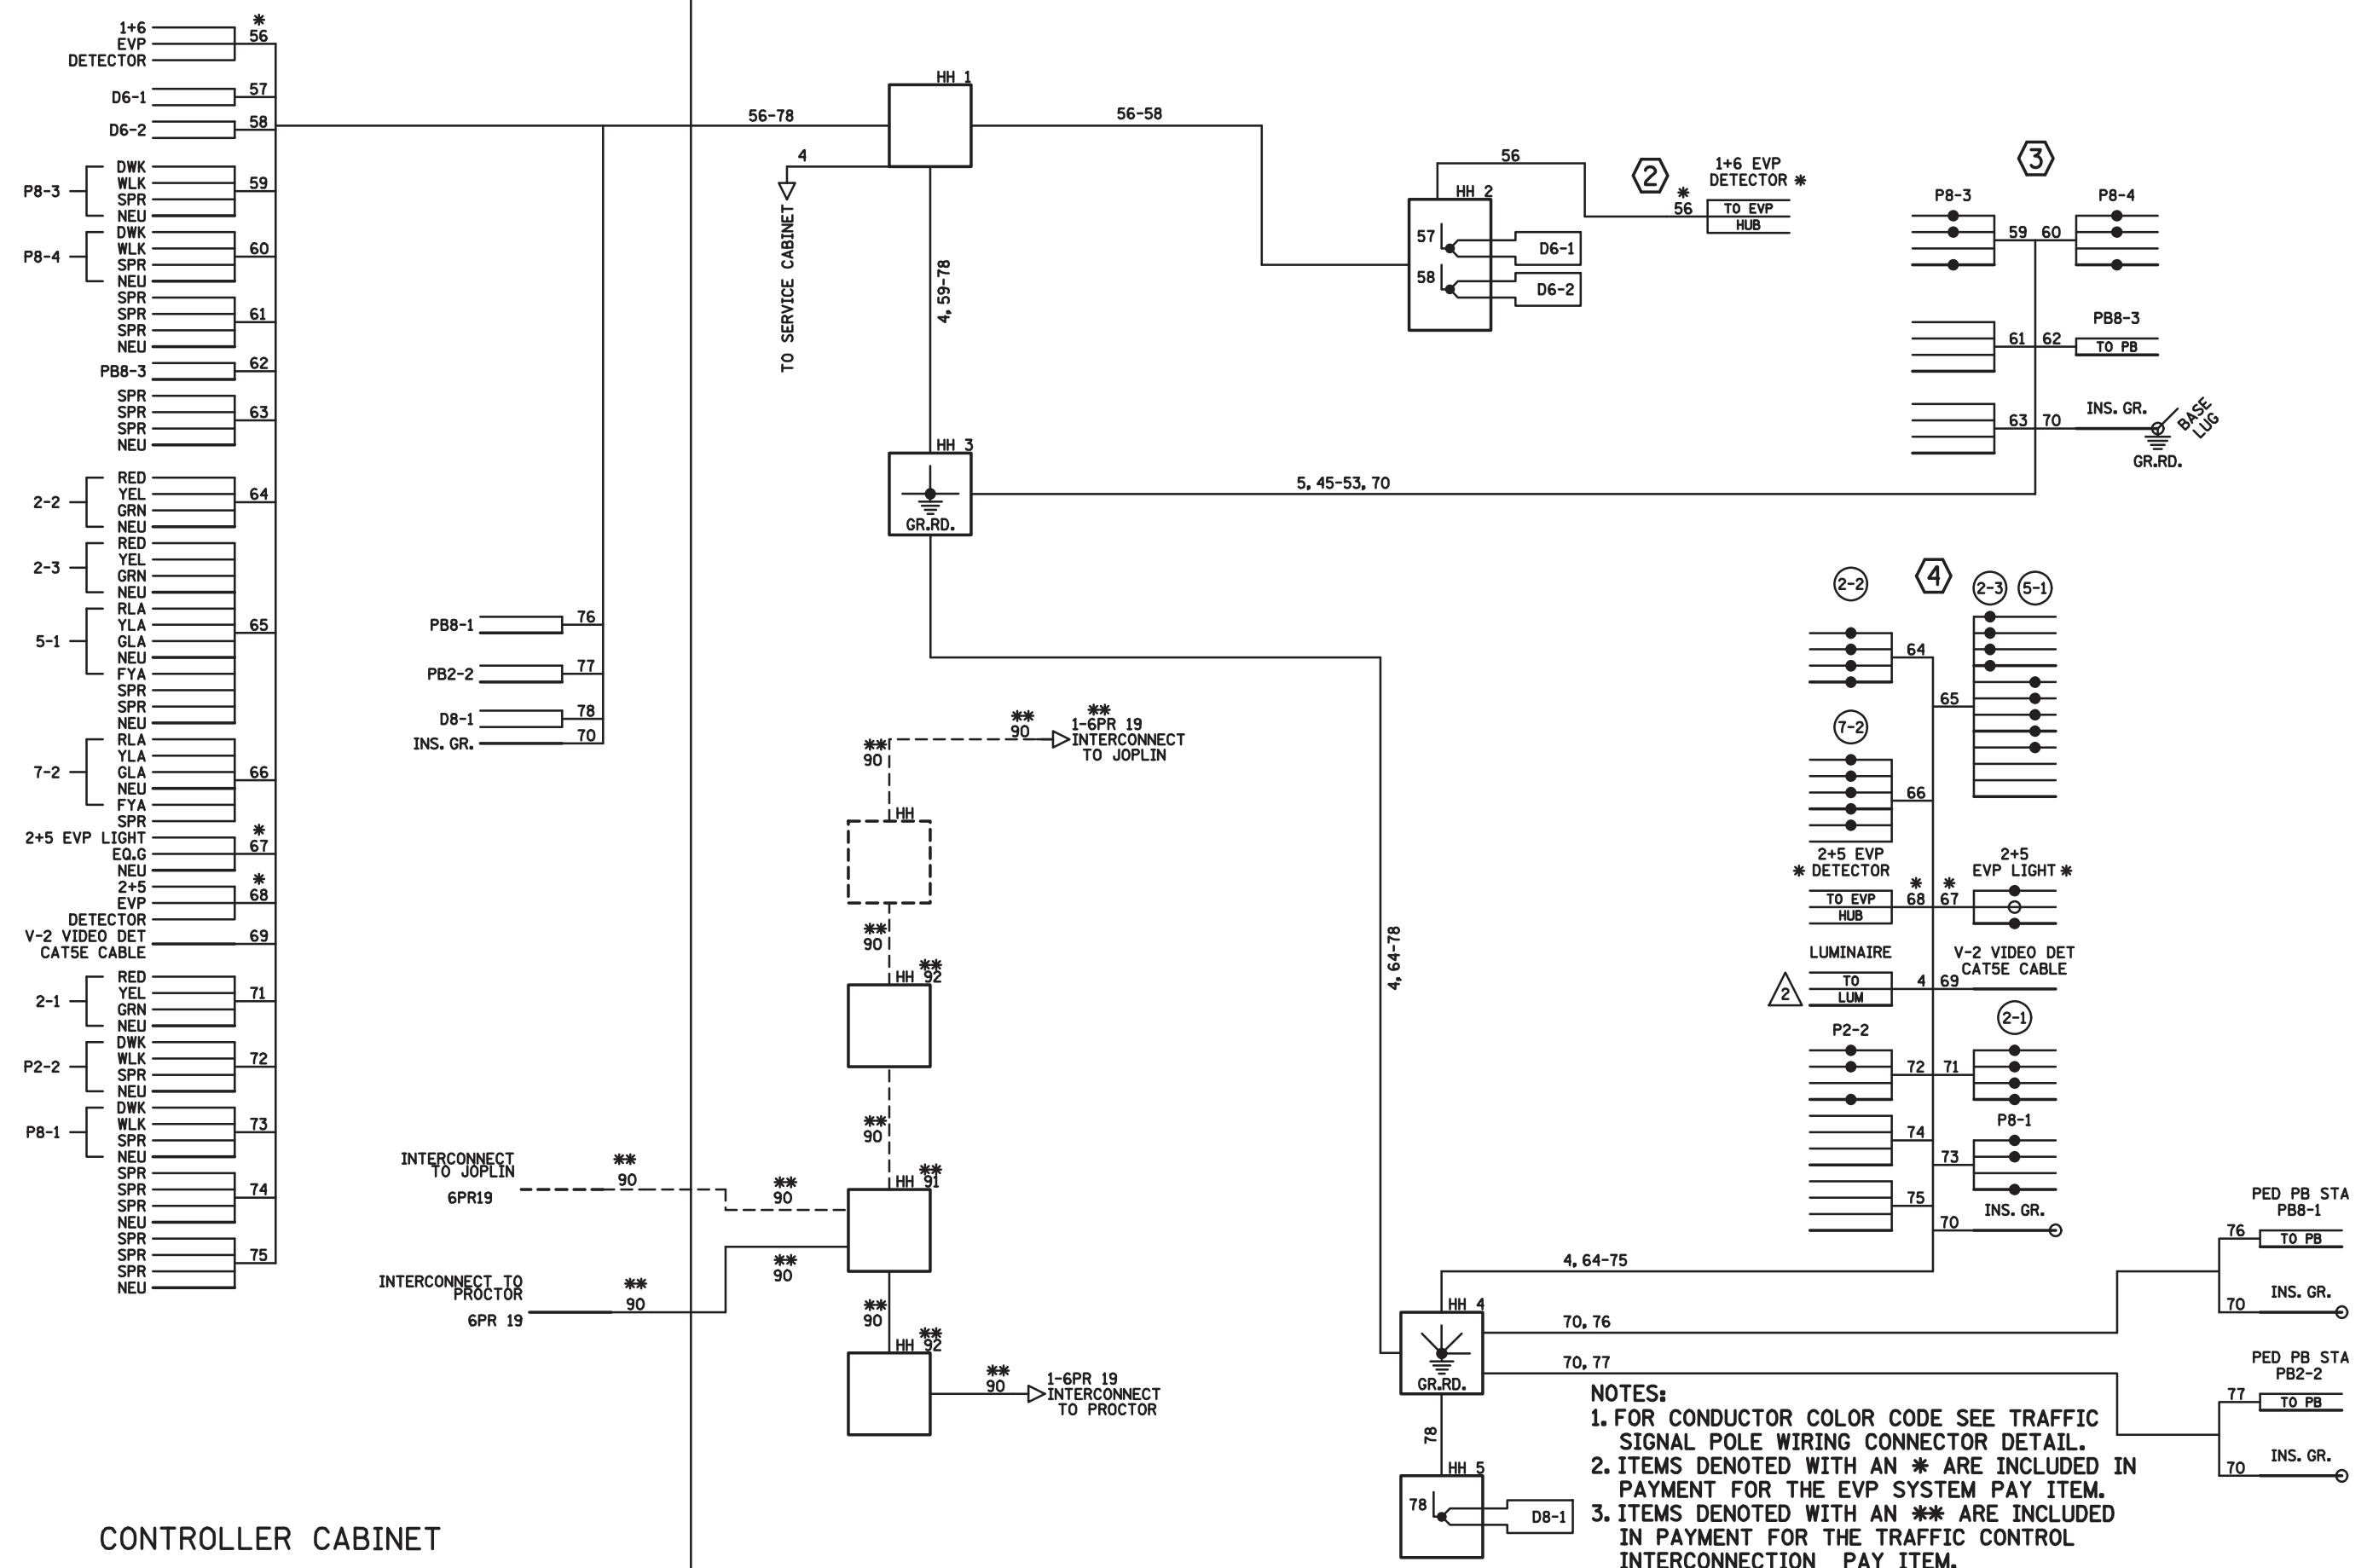 1+6
EVP
DETECTOR
*
56
D6-1
57
D6-2
58
P8-3
DWK
WLK
SPR
NEU
59
P8-4
DWK
WLK
SPR
NEU
60
SPR
SPR
SPR
NEU
61
PB8-3
62
SPR
SPR
SPR
NEU
63
2-2
RED
YEL
GRN
NEU
64
2-3
RED
YEL
GRN
NEU
5-1
RLA
YLA
GLA
NEU
FYA
SPR
SPR
NEU
65
7-2
RLA
YLA
GLA
NEU
FYA
SPR
66
2+5 EVP LIGHT
EQ.G
NEU
*
67
2+5
EVP
DETECTOR
*
68
V-2 VIDEO DET
CAT5E CABLE
69
2-1
RED
YEL
GRN
NEU
71
P2-2
DWK
WLK
SPR
NEU
72
P8-1
DWK
WLK
SPR
NEU
73
SPR
SPR
SPR
NEU
74
SPR
SPR
SPR
NEU
75
PB8-1
76
PB2-2
77
D8-1
78
INS. GR.
70
INTERCONNECT
TO JOPLIN
6PR19
**
90
INTERCONNECT TO
PROCTOR
6PR 19
**
90
CONTROLLER CABINET
56-78
HH 1
4
TO SERVICE CABINET
56-58
4, 59-78
HH 2
57
58
D6-1
D6-2
56
2
*
56
1+6 EVP
DETECTOR *
TO EVP
HUB
3
P8-3
P8-4
59 60
61 62
PB8-3
TO PB
63 70
INS. GR.
BASE
LUG
GR.RD.
HH 3
GR.RD.
5, 45-53, 70
**
90
**
90
**
1-6PR 19
INTERCONNECT
TO JOPLIN
HH
**
90
**
HH 92
**
90
**
HH 91
**
90
**
90
**
90
**
HH 92
**
90
1-6PR 19
INTERCONNECT
TO PROCTOR
4, 64-78
4
2-2
2-3
5-1
64
65
7-2
66
2+5 EVP
* DETECTOR
TO EVP
HUB
*
68
*
67
2+5
EVP LIGHT *
LUMINAIRE
2
TO
LUM
4 69
V-2 VIDEO DET
CAT5E CABLE
2-1
P2-2
72 71
P8-1
74
73
75
70
INS. GR.
4, 64-75
HH 4
GR.RD.
70, 76
70, 77
78
HH 5
78
D8-1
PED PB STA
PB8-1
76
TO PB
INS. GR.
70
PED PB STA
PB2-2
77
TO PB
INS. GR.
70
NOTES:
1. FOR CONDUCTOR COLOR CODE SEE TRAFFIC
SIGNAL POLE WIRING CONNECTOR DETAIL.
2. ITEMS DENOTED WITH AN * ARE INCLUDED IN
PAYMENT FOR THE EVP SYSTEM PAY ITEM.
3. ITEMS DENOTED WITH AN ** ARE INCLUDED
IN PAYMENT FOR THE TRAFFIC CONTROL
INTERCONNECTION PAY ITEM.